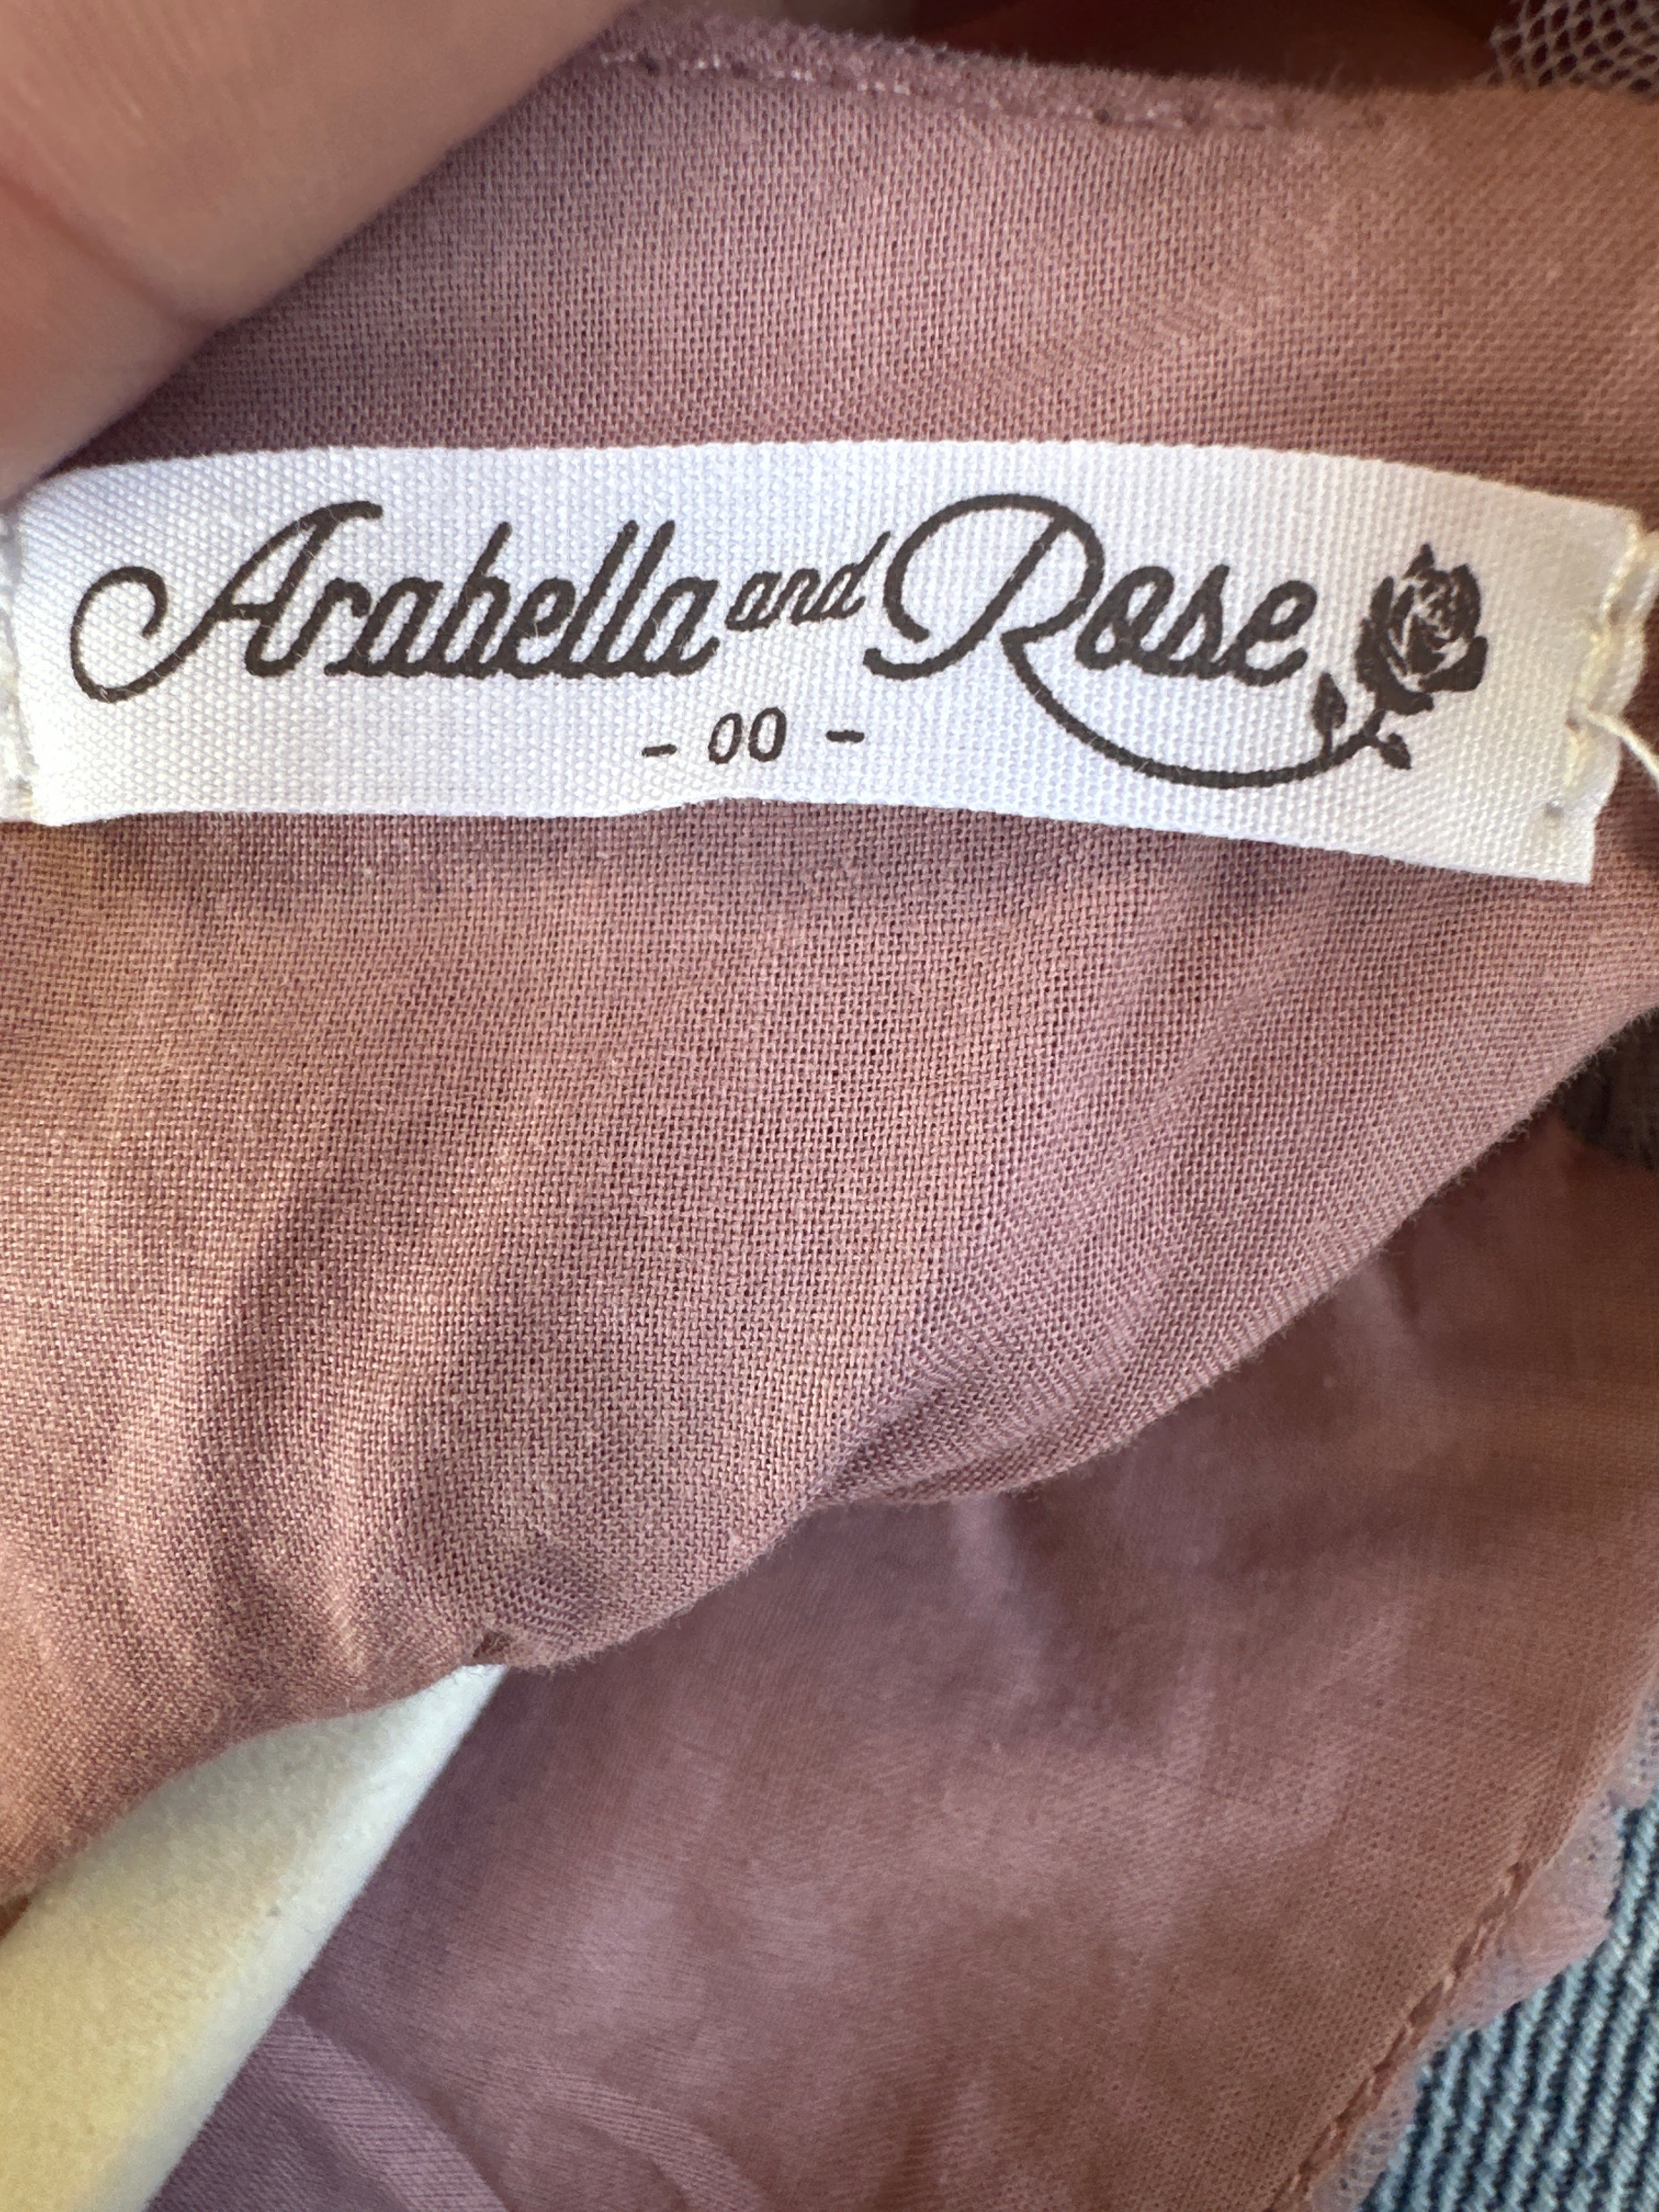 Arabella and Rose
- 00 -